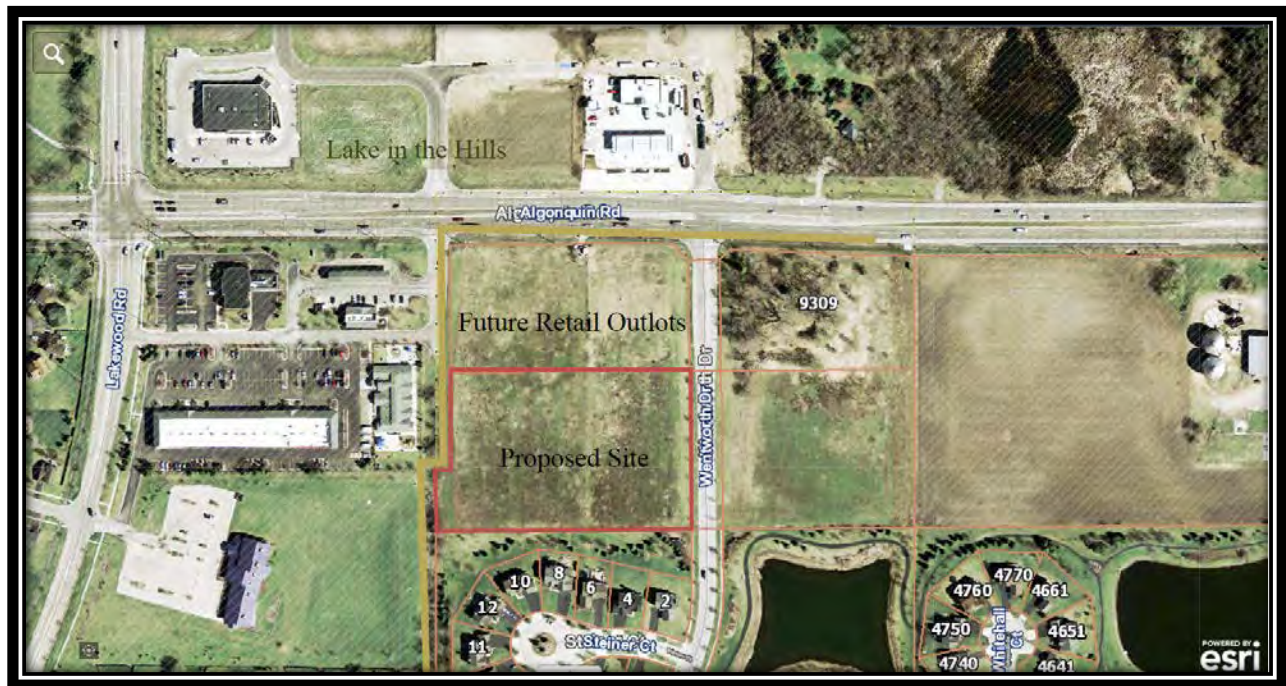 Lake in the Hills
Algonquin Rd
Lakewood Rd
Future Retail Outlots
9309
Wentworth Dr
Proposed Site
10
8
6
4
2
12
11
Steiner Ct
4770
4760
4661
4750
4651
4740
4641
Whitehall
Ct
POWERED BY
esri